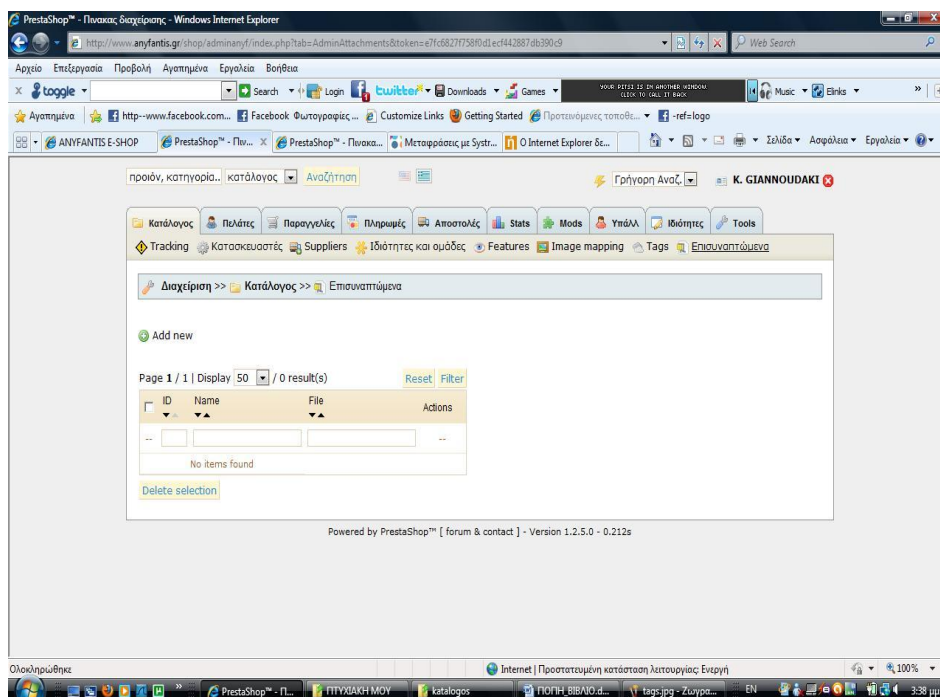 PrestaShop™ - Πινακας διαχείρισης - Windows Internet Explorer
http://www.anyfantis.gr/shop/adminanyf/index.php?tab=AdminAttachments&token=e7fc6827f758f0d1ecf442887db390c9
Web Search
Αρχείο Επεξεργασία Προβολή Αγαπημένα Εργαλεία Βοήθεια
x toggle Search Login twitter Downloads Games YOUR PITSI IS IN ANOTHER WINDOW CLICK TO CALL IT BACK Music Elinks »
Αγαπημένα http--www.facebook.com... Facebook Φωτογραφίες ... Customize Links Getting Started Προτεινόμενες τοποθε... -ref=logo
ANYFANTIS E-SHOP PrestaShop™ - Πιν... X PrestaShop™ - Πινακα... Μεταφράσεις με Systr... Ο Internet Explorer δε... Σελίδα Ασφάλεια Εργαλεία
προιόν, κατηγορία.. κατάλογος Αναζήτηση Γρήγορη Αναζ. K. GIANNOUDAKI
Κατάλογος Πελάτες Παραγγελίες Πληρωμές Αποστολές Stats Mods Υπάλλ Ιδιότητες Tools
Tracking Κατασκευαστές Suppliers Ιδιότητες και ομάδες Features Image mapping Tags Επισυναπτώμενα
Διαχείριση >> Κατάλογος >> Επισυναπτώμενα
Add new
Page 1 / 1 | Display 50 / 0 result(s) Reset Filter
ID Name File Actions
-- --
No items found
Delete selection
Powered by PrestaShop™ [ forum & contact ] - Version 1.2.5.0 - 0.212s
Ολοκληρώθηκε Internet | Προστατευμένη κατάσταση λειτουργίας: Ενεργή 100%
» PrestaShop™ - Π... ΠΤΥΧΙΑΚΗ ΜΟΥ katalogos ΠΟΠΗ_ΒΙΒΛΙΟ.d... tags.jpg - Ζωγρα... EN 3:38 μμ